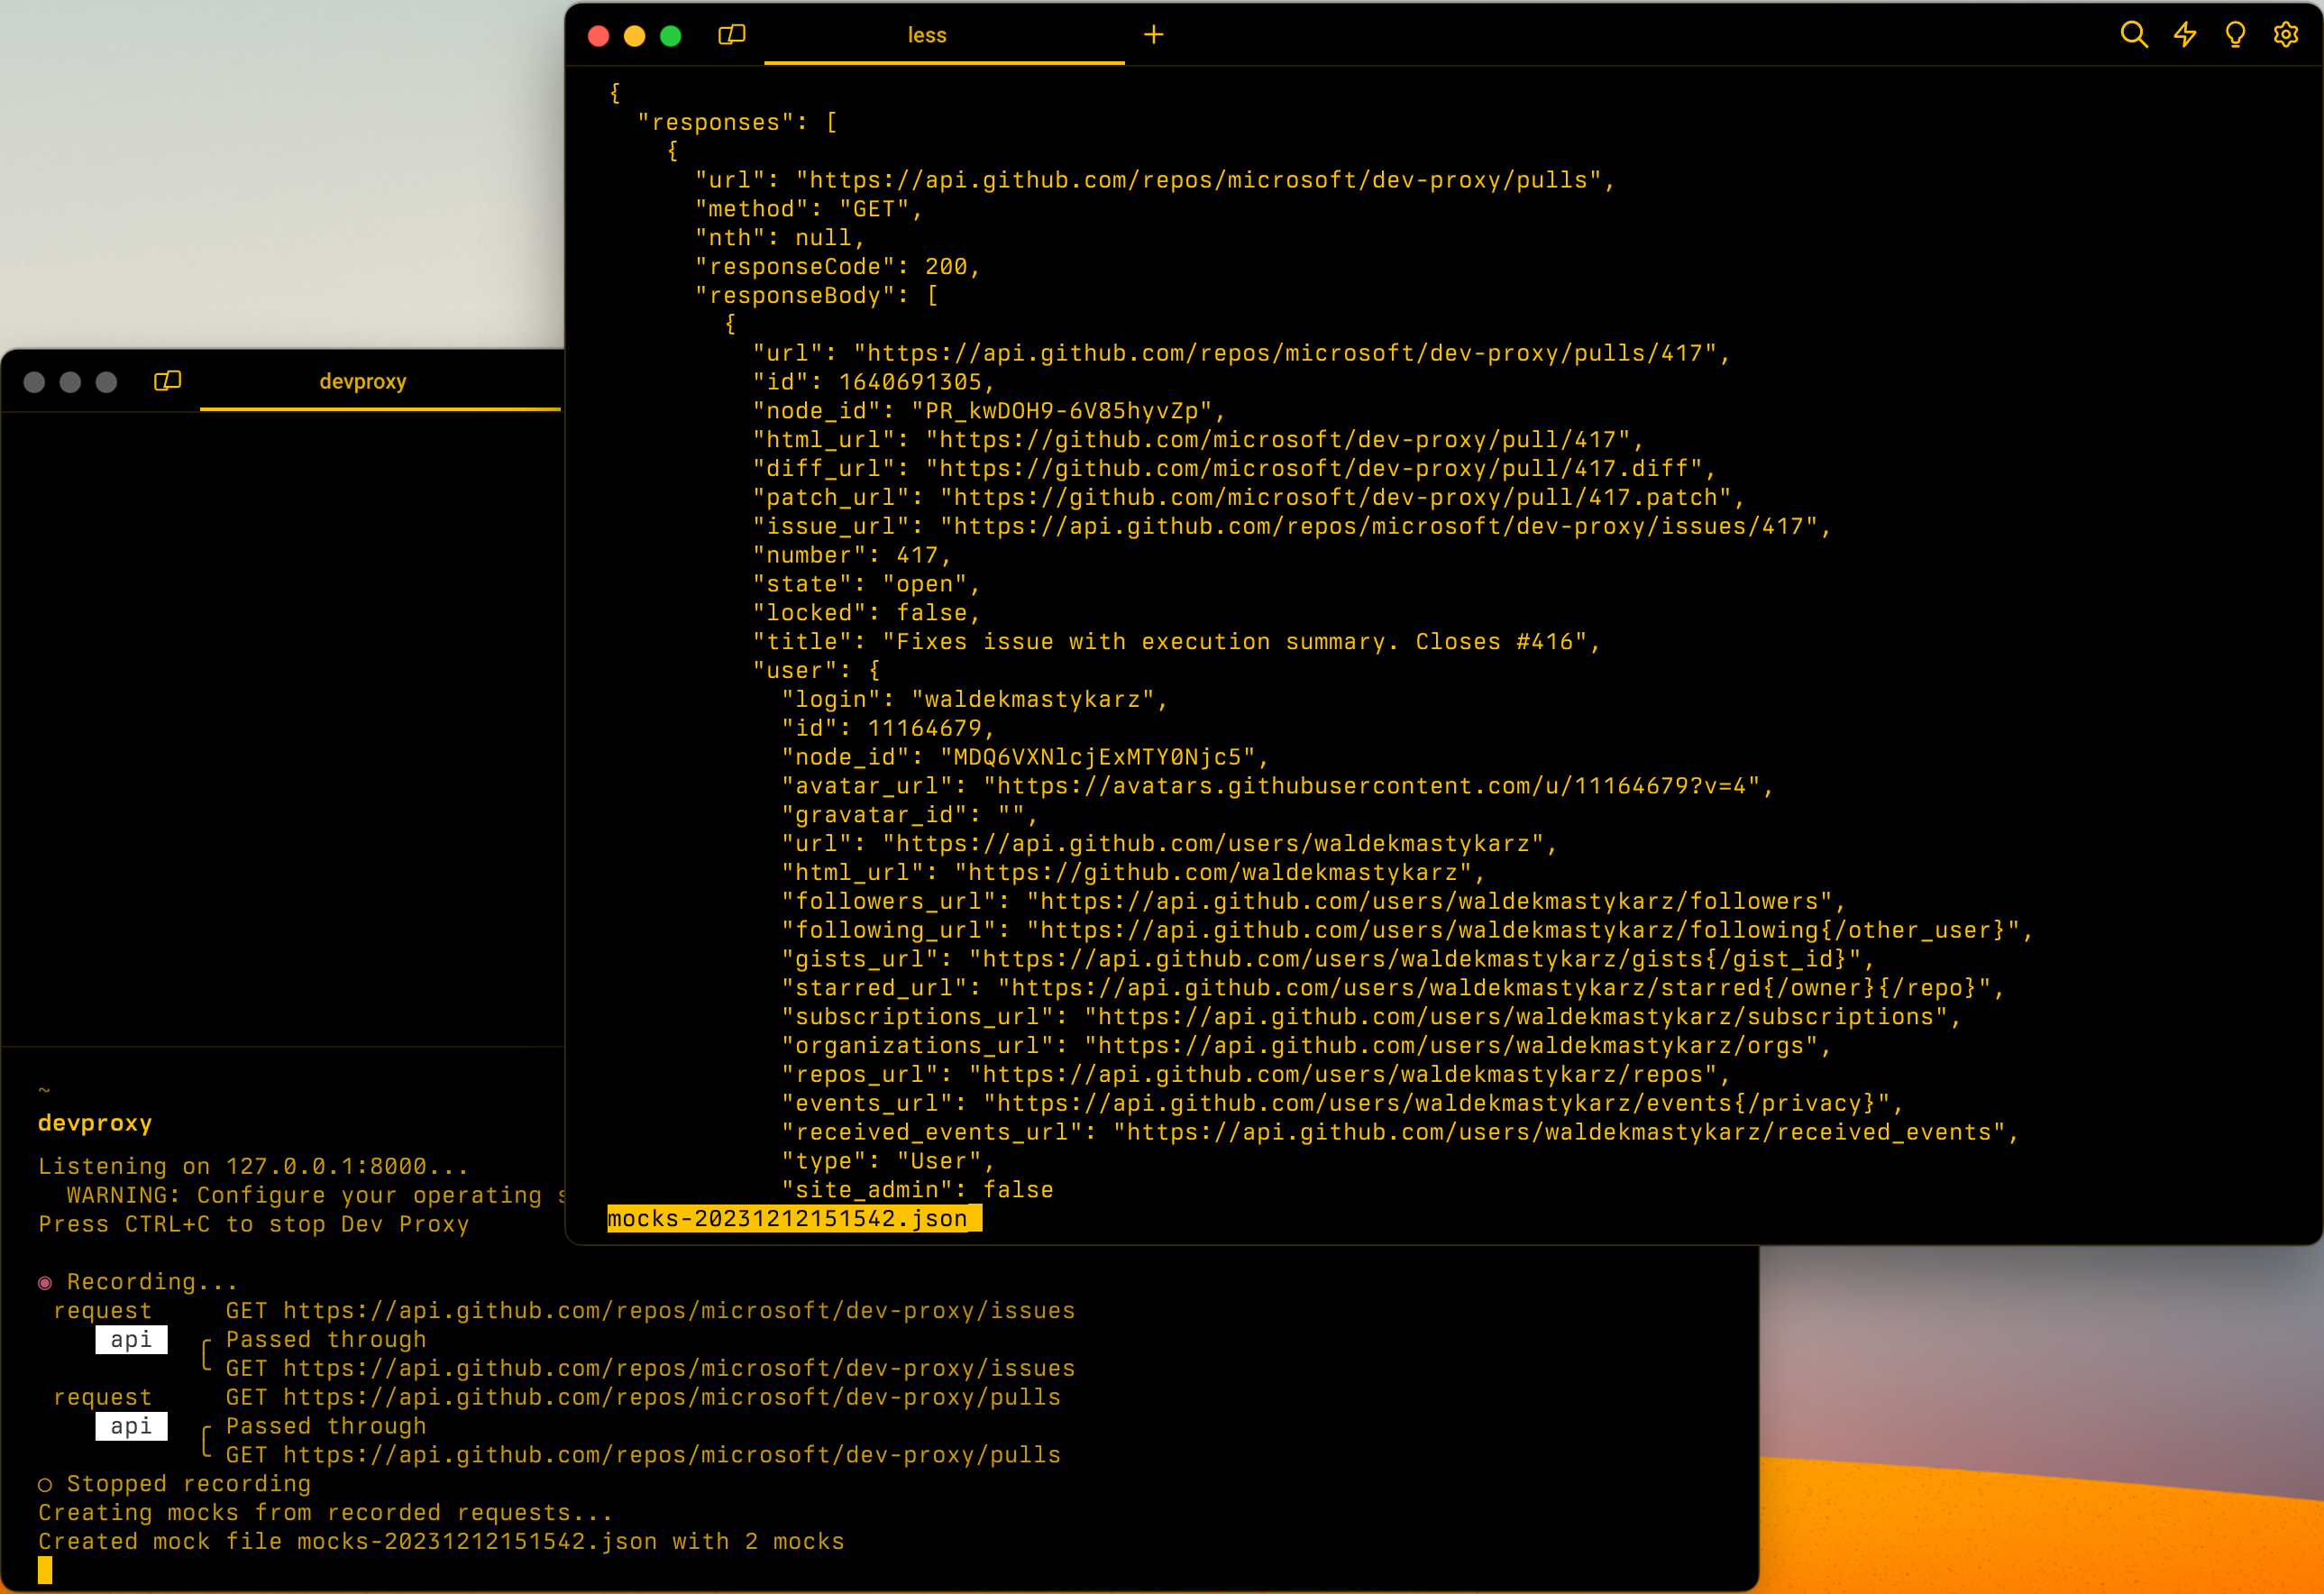 less
{
"responses": [
{
"url": "https://api.github.com/repos/microsoft/dev-proxy/pulls",
"method": "GET",
"nth": null,
"responseCode": 200,
"responseBody": [
{
"url": "https://api.github.com/repos/microsoft/dev-proxy/pulls/417",
"id": 1640691305,
"node_id": "PR_kwDOH9-6V85hyvZp",
"html_url": "https://github.com/microsoft/dev-proxy/pull/417",
"diff_url": "https://github.com/microsoft/dev-proxy/pull/417.diff",
"patch_url": "https://github.com/microsoft/dev-proxy/pull/417.patch",
"issue_url": "https://api.github.com/repos/microsoft/dev-proxy/issues/417",
"number": 417,
"state": "open",
"locked": false,
"title": "Fixes issue with execution summary. Closes #416",
"user": {
"login": "waldekmastykarz",
"id": 11164679,
"node_id": "MDQ6VXNlcjExMTY0Njc5",
"avatar_url": "https://avatars.githubusercontent.com/u/11164679?v=4",
"gravatar_id": "",
"url": "https://api.github.com/users/waldekmastykarz",
"html_url": "https://github.com/waldekmastykarz",
"followers_url": "https://api.github.com/users/waldekmastykarz/followers",
"following_url": "https://api.github.com/users/waldekmastykarz/following{/other_user}",
"gists_url": "https://api.github.com/users/waldekmastykarz/gists{/gist_id}",
"starred_url": "https://api.github.com/users/waldekmastykarz/starred{/owner}{/repo}",
"subscriptions_url": "https://api.github.com/users/waldekmastykarz/subscriptions",
"organizations_url": "https://api.github.com/users/waldekmastykarz/orgs",
"repos_url": "https://api.github.com/users/waldekmastykarz/repos",
"events_url": "https://api.github.com/users/waldekmastykarz/events{/privacy}",
"received_events_url": "https://api.github.com/users/waldekmastykarz/received_events",
"type": "User",
"site_admin": false
mocks-20231212151542.json
devproxy
~
devproxy
Listening on 127.0.0.1:8000...
WARNING: Configure your operating
Press CTRL+C to stop Dev Proxy
◉ Recording...
request GET https://api.github.com/repos/microsoft/dev-proxy/issues
api ╭ Passed through
╰ GET https://api.github.com/repos/microsoft/dev-proxy/issues
request GET https://api.github.com/repos/microsoft/dev-proxy/pulls
api ╭ Passed through
╰ GET https://api.github.com/repos/microsoft/dev-proxy/pulls
○ Stopped recording
Creating mocks from recorded requests...
Created mock file mocks-20231212151542.json with 2 mocks